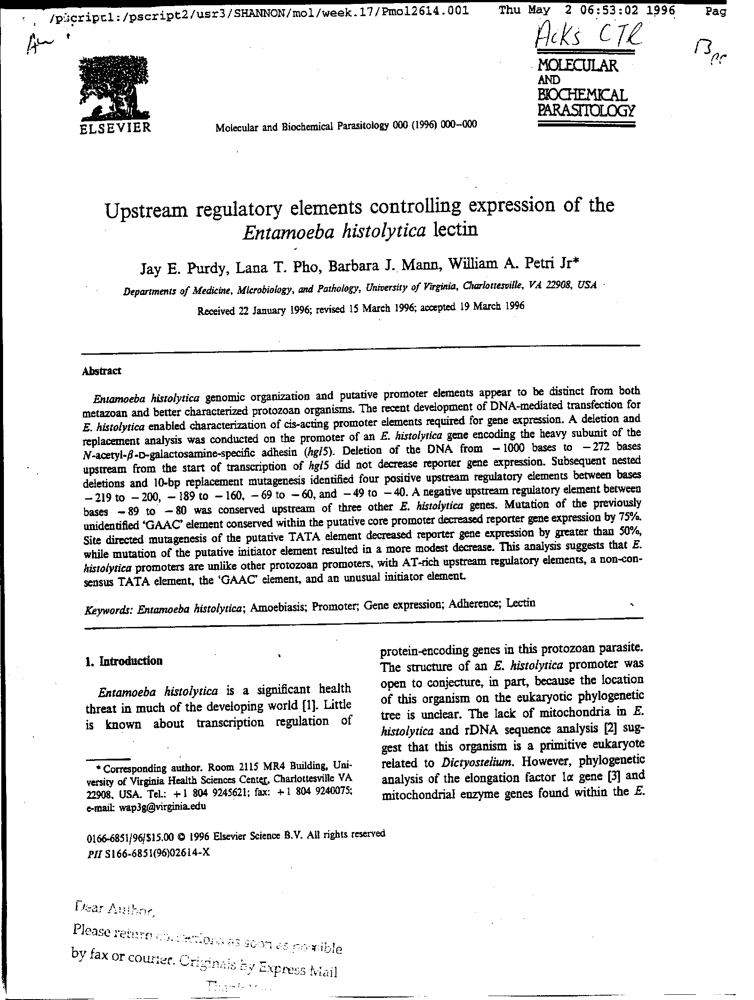 /pscript1:/pscript2/usr3/SHANNON/mol/week.17/Pmol2614.001 Thu May 2 06:53:02 1996 Pag
Acks CTR
MOLECULAR
AND
BIOCHEMICAL
PARASITOLOGY
ELSEVIER
Molecular and Biochemical Parasitology 000 (1996) 000–000
Upstream regulatory elements controlling expression of the
Entamoeba histolytica lectin
Jay E. Purdy, Lana T. Pho, Barbara J. Mann, William A. Petri Jr*
Departments of Medicine, Microbiology, and Pathology, University of Virginia, Charlottesville, VA 22908, USA
Received 22 January 1996; revised 15 March 1996; accepted 19 March 1996
Abstract
Entamoeba histolytica genomic organization and putative promoter elements appear to be distinct from both
metazoan and better characterized protozoan organisms. The recent development of DNA-mediated transfection for
E. histolytica enabled characterization of cis-acting promoter elements required for gene expression. A deletion and
replacement analysis was conducted on the promoter of an E. histolytica gene encoding the heavy subunit of the
N-acetyl-β-D-galactosamine-specific adhesin (hgl5). Deletion of the DNA from −1000 bases to −272 bases
upstream from the start of transcription of hgl5 did not decrease reporter gene expression. Subsequent nested
deletions and 10-bp replacement mutagenesis identified four positive upstream regulatory elements between bases
−219 to −200, −189 to −160, −69 to −60, and −49 to −40. A negative upstream regulatory element between
bases −89 to −80 was conserved upstream of three other E. histolytica genes. Mutation of the previously
unidentified 'GAAC' element conserved within the putative core promoter decreased reporter gene expression by 75%.
Site directed mutagenesis of the putative TATA element decreased reporter gene expression by greater than 50%,
while mutation of the putative initiator element resulted in a more modest decrease. This analysis suggests that E.
histolytica promoters are unlike other protozoan promoters, with AT-rich upstream regulatory elements, a non-con-
sensus TATA element, the 'GAAC' element, and an unusual initiator element.
Keywords: Entamoeba histolytica; Amoebiasis; Promoter; Gene expression; Adherence; Lectin
1. Introduction
Entamoeba histolytica is a significant health
threat in much of the developing world [1]. Little
is known about transcription regulation of
protein-encoding genes in this protozoan parasite.
The structure of an E. histolytica promoter was
open to conjecture, in part, because the location
of this organism on the eukaryotic phylogenetic
tree is unclear. The lack of mitochondria in E.
histolytica and rDNA sequence analysis [2] sug-
gest that this organism is a primitive eukaryote
related to Dictyostelium. However, phylogenetic
analysis of the elongation factor 1α gene [3] and
mitochondrial enzyme genes found within the E.
* Corresponding author. Room 2115 MR4 Building, Uni-
versity of Virginia Health Sciences Center, Charlottesville VA
22908, USA. Tel.: +1 804 9245621; fax: +1 804 9240075;
e-mail: wap3g@virginia.edu
0166-6851/96/$15.00 © 1996 Elsevier Science B.V. All rights reserved
PII S166-6851(96)02614-X
Dear Author,
Please return corrections as soon as possible
by fax or courier. Originals by Express Mail